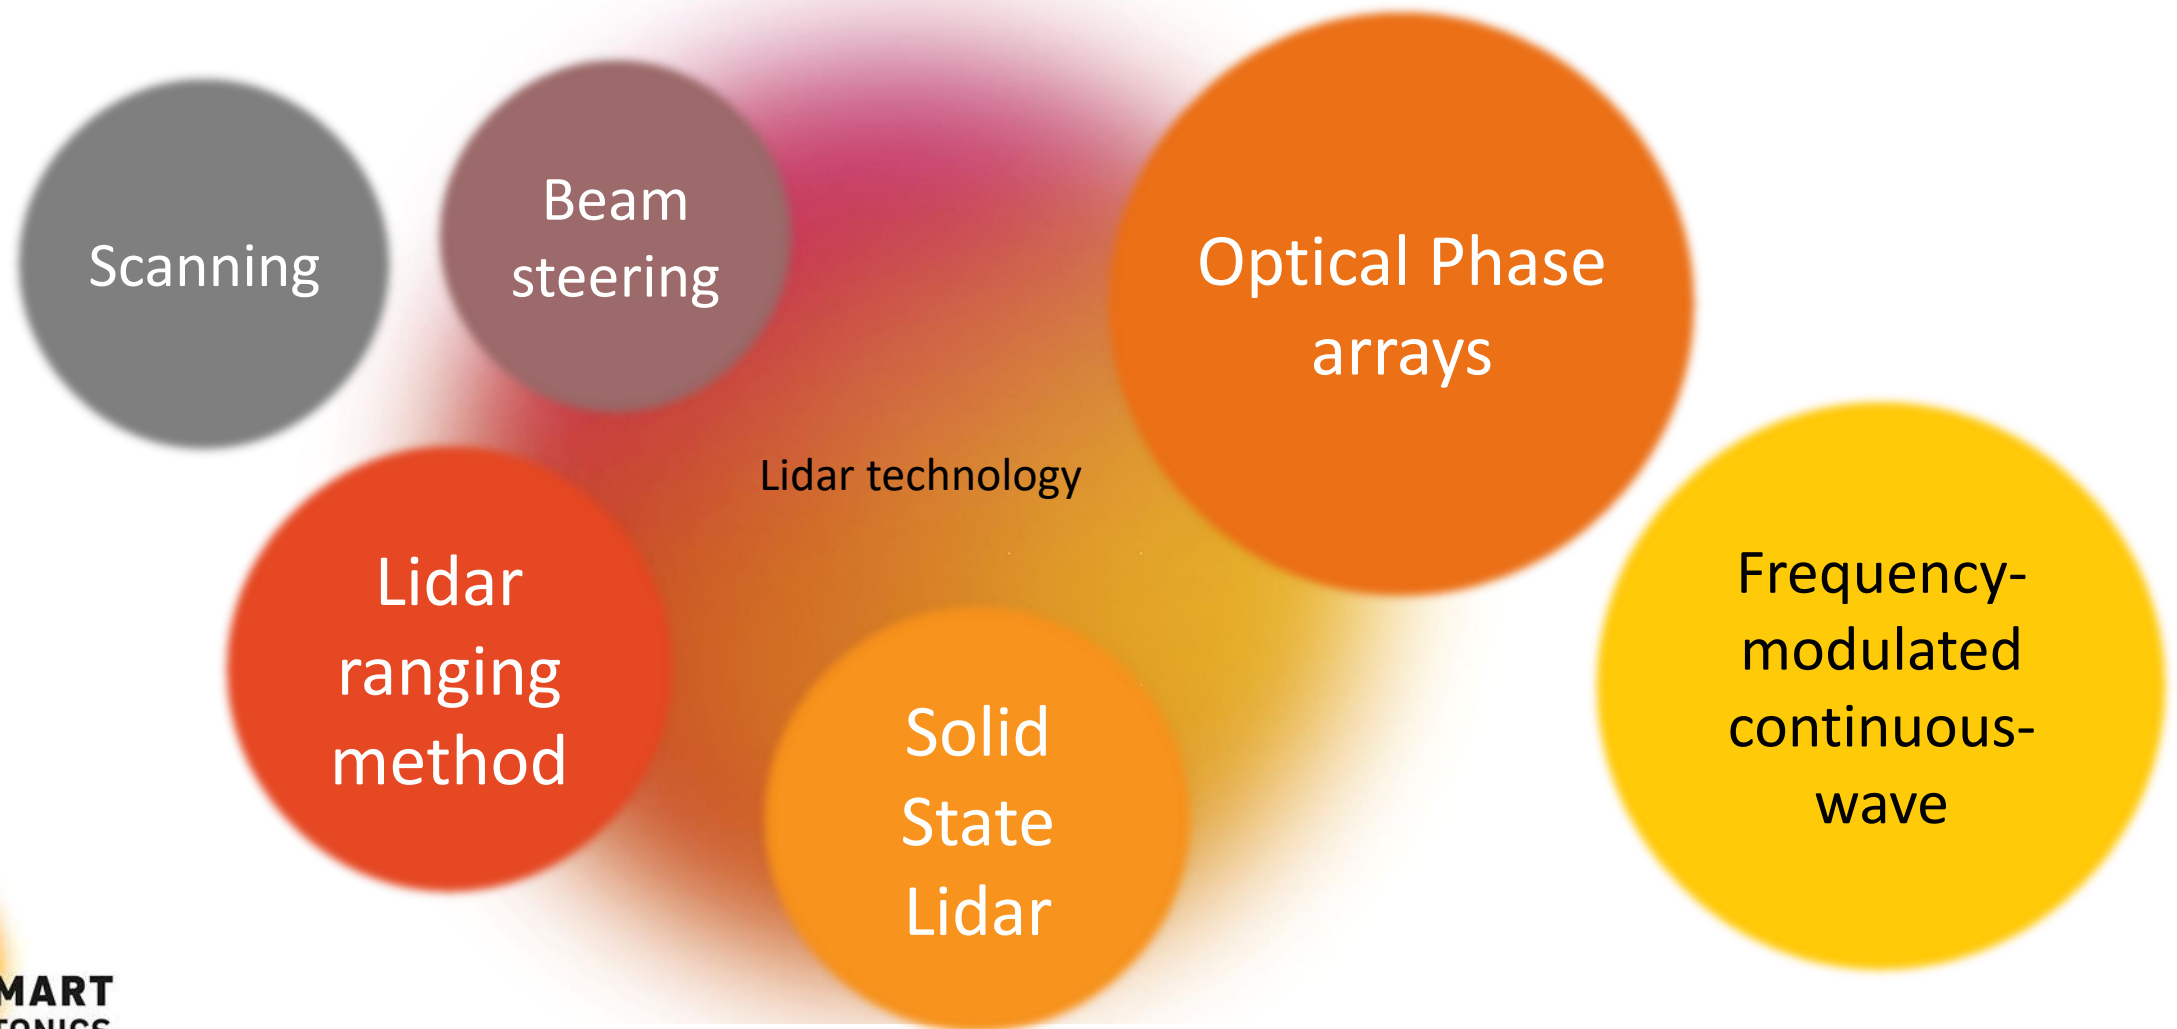 Scanning
Beam
steering
Optical Phase
arrays
Lidar technology
Lidar
ranging
method
Solid
State
Lidar
Frequency-
modulated
continuous-
wave
MART
TONICS